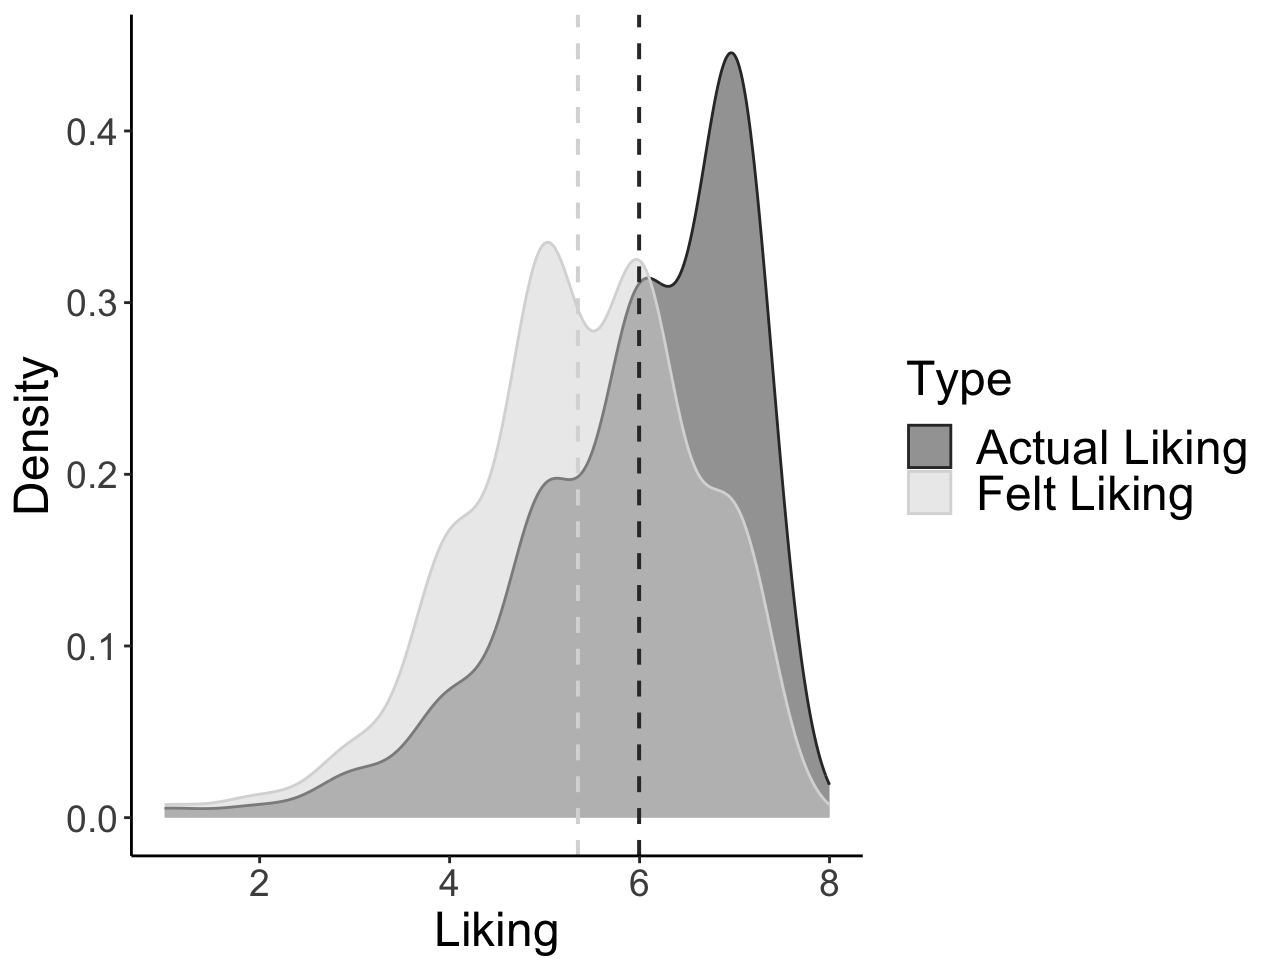 0.4
0.3
0.2
0.1
0.0
Density
2 4 6 8
Liking
Type
Actual Liking
Felt Liking